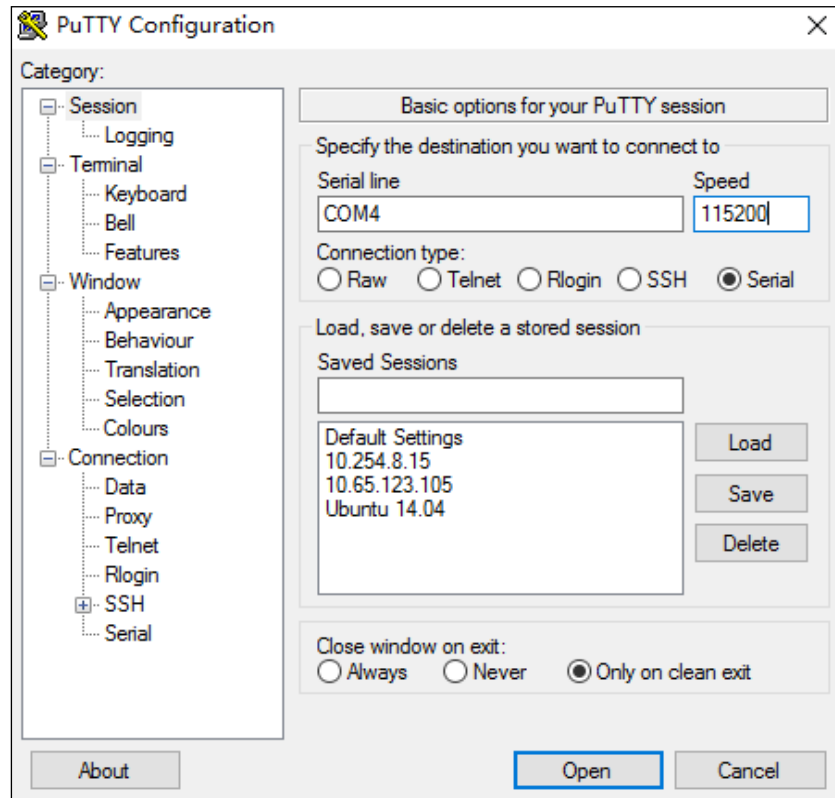 PuTTY Configuration
Category:
Session
Logging
Terminal
Keyboard
Bell
Features
Window
Appearance
Behaviour
Translation
Selection
Colours
Connection
Data
Proxy
Telnet
Rlogin
SSH
Serial
Basic options for your PuTTY session
Specify the destination you want to connect to
Serial line Speed
COM4 115200
Connection type:
Raw Telnet Rlogin SSH Serial
Load, save or delete a stored session
Saved Sessions
Default Settings
10.254.8.15
10.65.123.105
Ubuntu 14.04
Load
Save
Delete
Close window on exit:
Always Never Only on clean exit
About Open Cancel